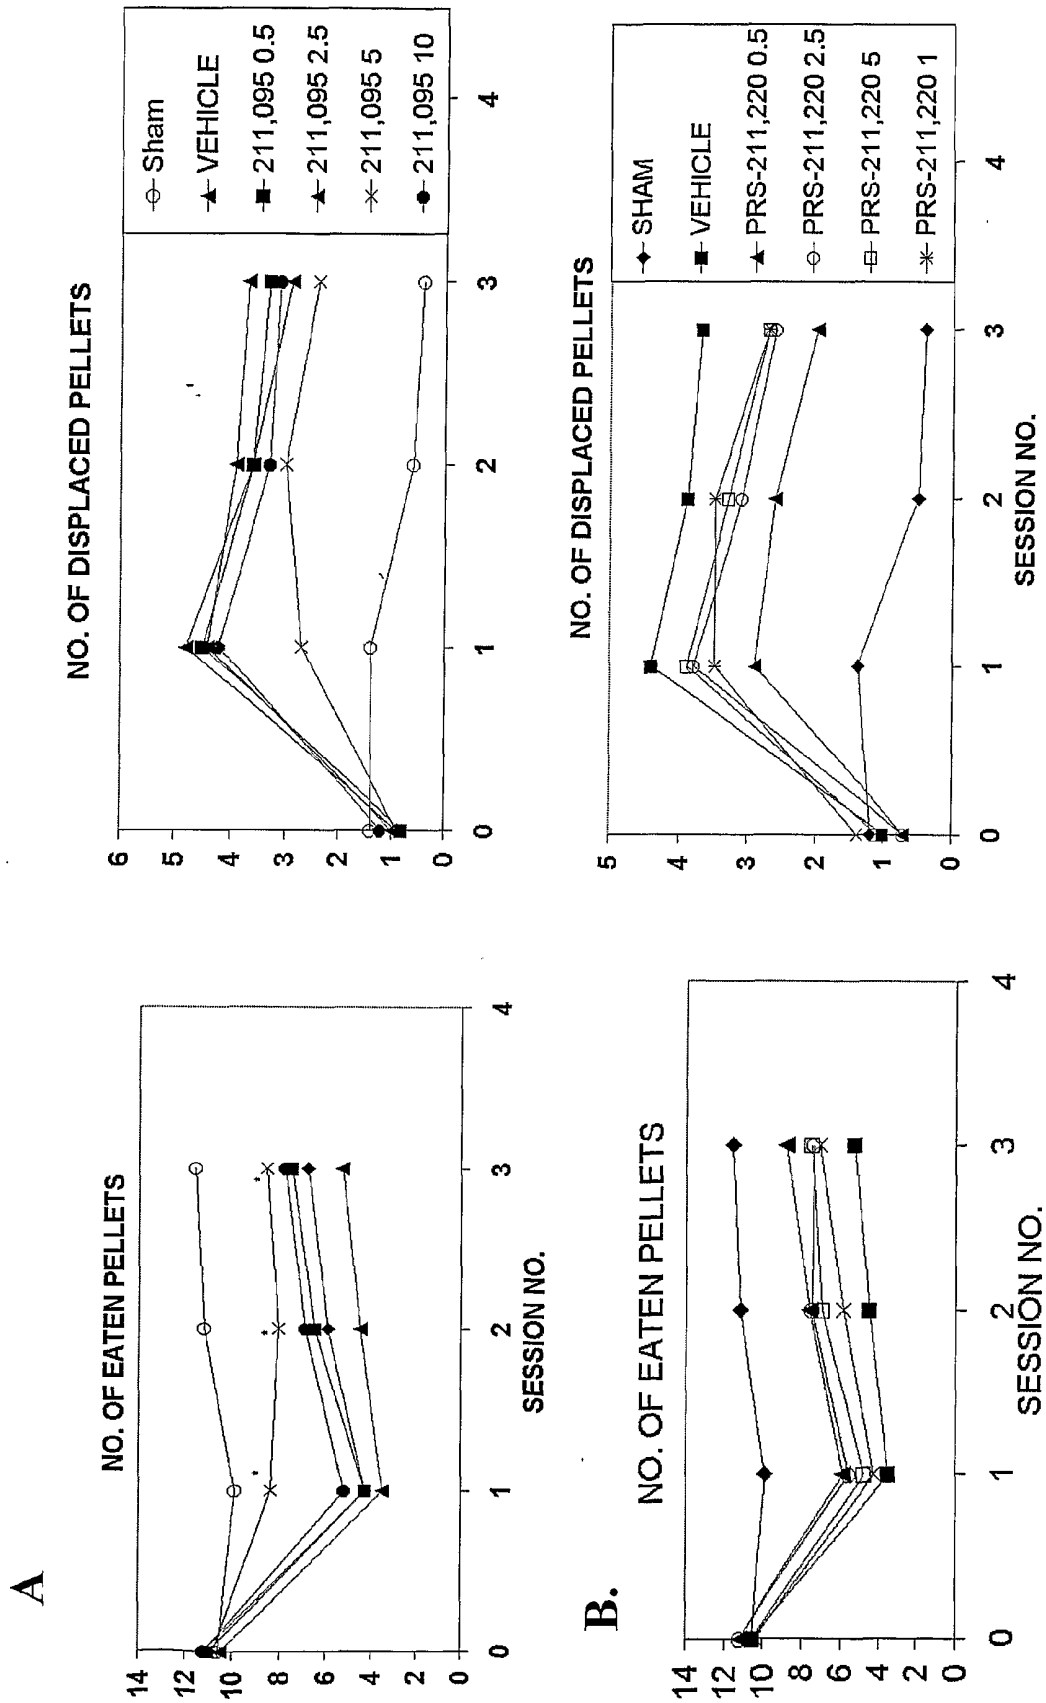 A
NO. OF EATEN PELLETS
14
12
10
8
6
4
2
0
0 1 2 3 4
SESSION NO.
NO. OF DISPLACED PELLETS
6
5
4
3
2
1
0
0 1 2 3 4
Sham
VEHICLE
211,095 0.5
211,095 2.5
211,095 5
211,095 10
B.
NO. OF EATEN PELLETS
14
12
10
8
6
4
2
0
0 1 2 3 4
SESSION NO.
NO. OF DISPLACED PELLETS
5
4
3
2
1
0
0 1 2 3 4
SESSION NO.
SHAM
VEHICLE
PRS-211,220 0.5
PRS-211,220 2.5
PRS-211,220 5
PRS-211,220 1